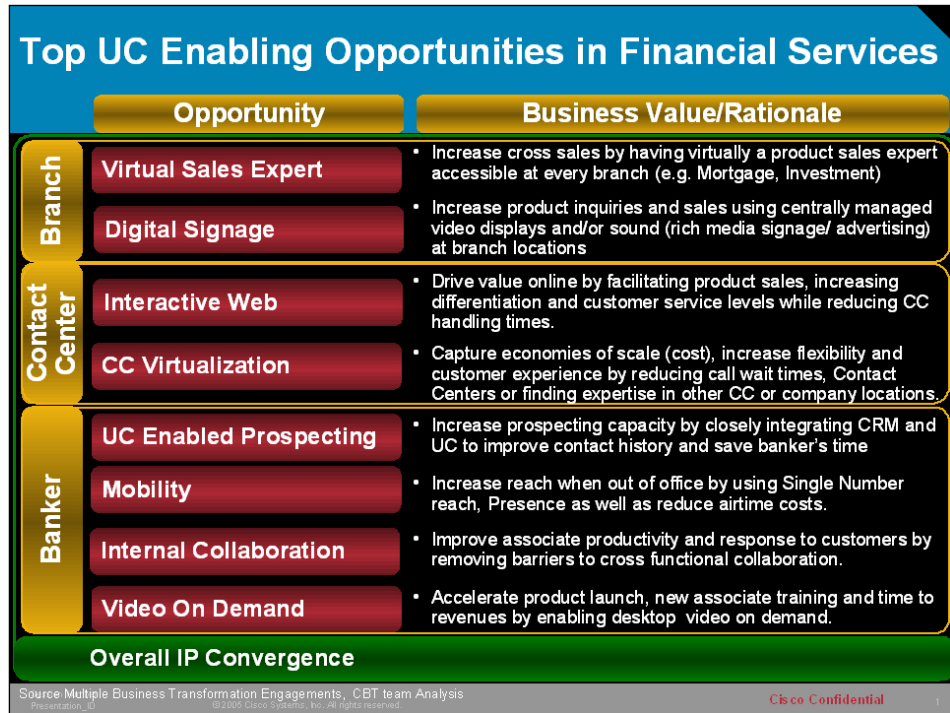 Top UC Enabling Opportunities in Financial Services
Opportunity
Business Value/Rationale
Branch
Virtual Sales Expert
• Increase cross sales by having virtually a product sales expert
accessible at every branch (e.g. Mortgage, Investment)
Digital Signage
• Increase product inquiries and sales using centrally managed
video displays and/or sound (rich media signage/ advertising)
at branch locations
Contact
Center
Interactive Web
• Drive value online by facilitating product sales, increasing
differentiation and customer service levels while reducing CC
handling times.
CC Virtualization
• Capture economies of scale (cost), increase flexibility and
customer experience by reducing call wait times, Contact
Centers or finding expertise in other CC or company locations.
Banker
UC Enabled Prospecting
• Increase prospecting capacity by closely integrating CRM and
UC to improve contact history and save banker's time
Mobility
• Increase reach when out of office by using Single Number
reach, Presence as well as reduce airtime costs.
Internal Collaboration
• Improve associate productivity and response to customers by
removing barriers to cross functional collaboration.
Video On Demand
• Accelerate product launch, new associate training and time to
revenues by enabling desktop video on demand.
Overall IP Convergence
Source Multiple Business Transformation Engagements, CBT team Analysis
Presentation_ID
© 2005 Cisco Systems, Inc. All rights reserved.
Cisco Confidential
1